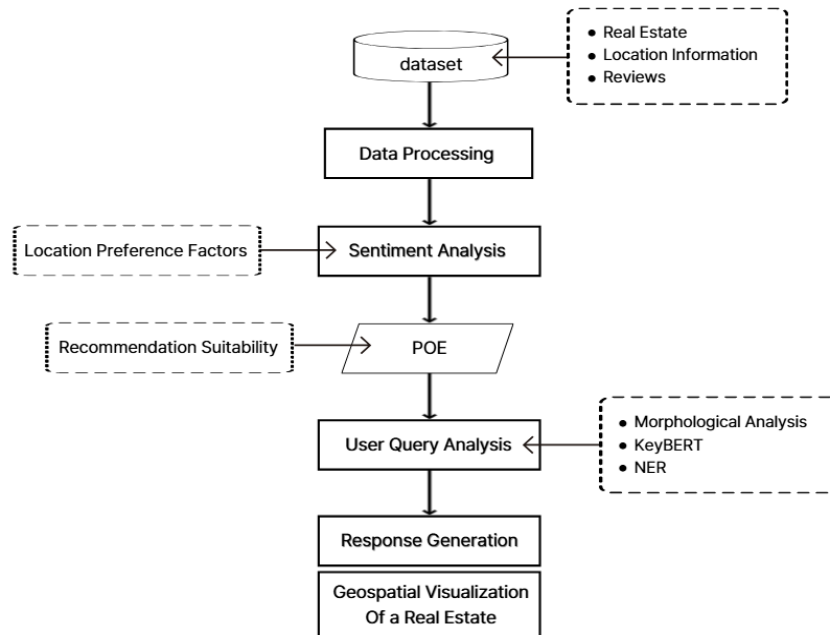 • Real Estate
• Location Information
• Reviews
dataset
Data Processing
Location Preference Factors
Sentiment Analysis
Recommendation Suitability
POE
User Query Analysis
• Morphological Analysis
• KeyBERT
• NER
Response Generation
Geospatial Visualization
Of a Real Estate